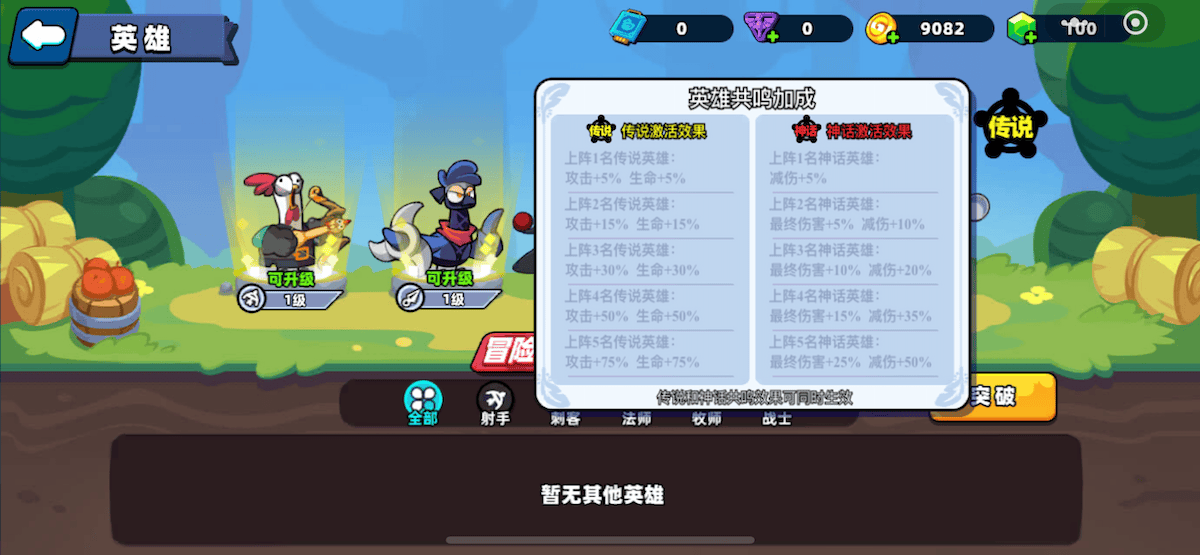 英雄
0
0
9082
英雄共鸣加成
传说
传说 传说激活效果
上阵1名传说英雄:
攻击+5% 生命+5%
上阵2名传说英雄:
攻击+15% 生命+15%
上阵3名传说英雄:
攻击+30% 生命+30%
上阵4名传说英雄:
攻击+50% 生命+50%
上阵5名传说英雄:
攻击+75% 生命+75%
神话 神话激活效果
上阵1名神话英雄:
减伤+5%
上阵2名神话英雄:
最终伤害+5% 减伤+10%
上阵3名神话英雄:
最终伤害+10% 减伤+20%
上阵4名神话英雄:
最终伤害+15% 减伤+35%
上阵5名神话英雄:
最终伤害+25% 减伤+50%
传说和神话共鸣效果可同时生效
可升级
1级
可升级
1级
冒险
突破
全部
射手
刺客
法师
牧师
战士
暂无其他英雄